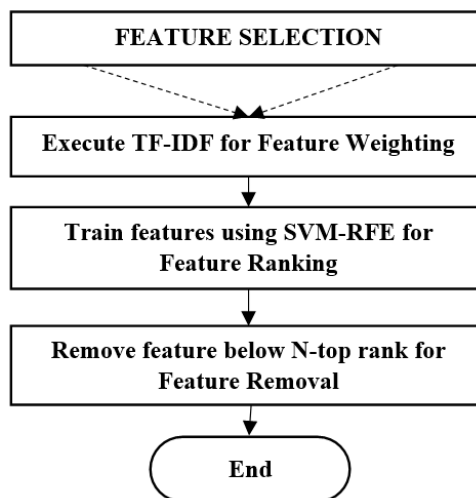 FEATURE SELECTION
Execute TF-IDF for Feature Weighting
Train features using SVM-RFE for
Feature Ranking
Remove feature below N-top rank for
Feature Removal
End